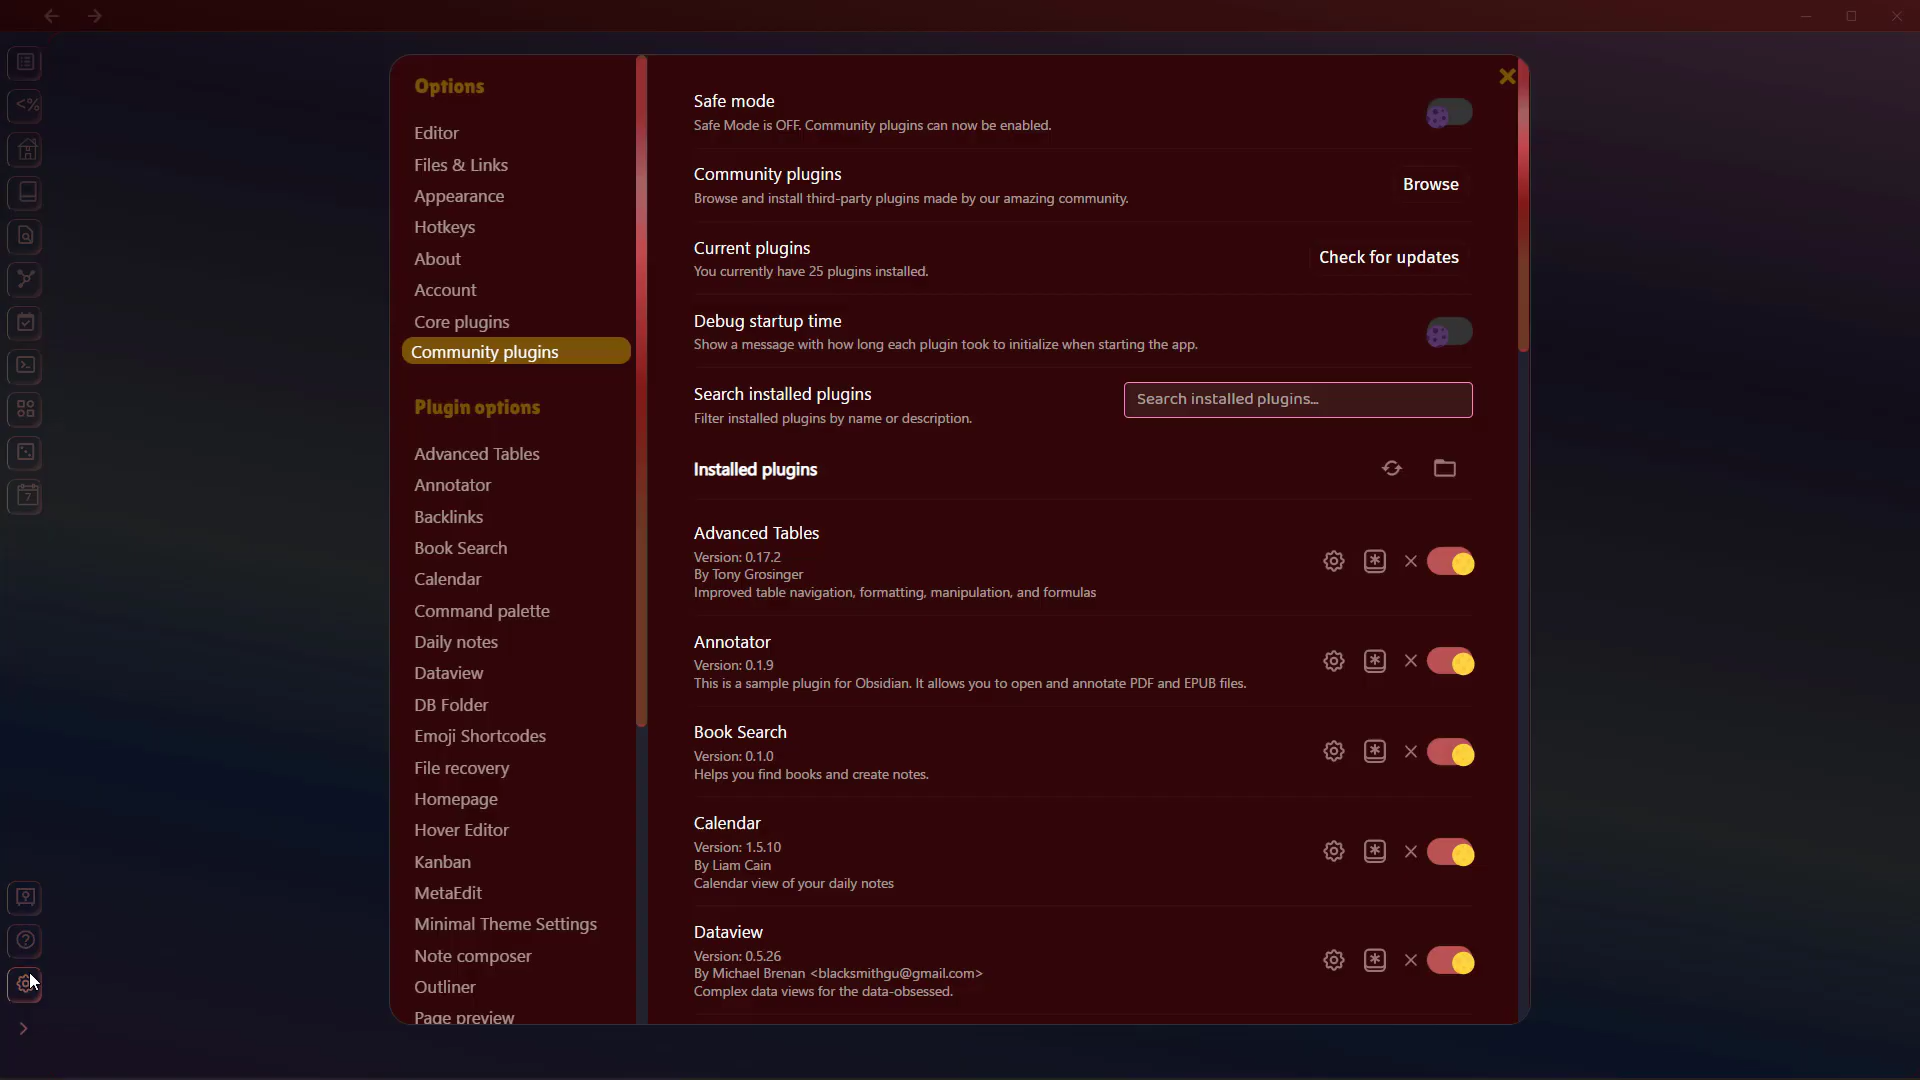 Options
Editor
Files & Links
Appearance
Hotkeys
About
Account
Core plugins
Community plugins
Plugin options
Advanced Tables
Annotator
Backlinks
Book Search
Calendar
Command palette
Daily notes
Dataview
DB Folder
Emoji Shortcodes
File recovery
Homepage
Hover Editor
Kanban
MetaEdit
Minimal Theme Settings
Note composer
Outliner
Page preview
Safe mode
Safe Mode is OFF. Community plugins can now be enabled.
Community plugins
Browse and install third-party plugins made by our amazing community.
Browse
Current plugins
You currently have 25 plugins installed.
Check for updates
Debug startup time
Show a message with how long each plugin took to initialize when starting the app.
Search installed plugins
Filter installed plugins by name or description.
Search installed plugins...
Installed plugins
Advanced Tables
Version: 0.17.2
By Tony Grosinger
Improved table navigation, formatting, manipulation, and formulas
Annotator
Version: 0.1.9
This is a sample plugin for Obsidian. It allows you to open and annotate PDF and EPUB files.
Book Search
Version: 0.1.0
Helps you find books and create notes.
Calendar
Version: 1.5.10
By Liam Cain
Calendar view of your daily notes
Dataview
Version: 0.5.26
By Michael Brenan <blacksmithgu@gmail.com>
Complex data views for the data-obsessed.
<%
7